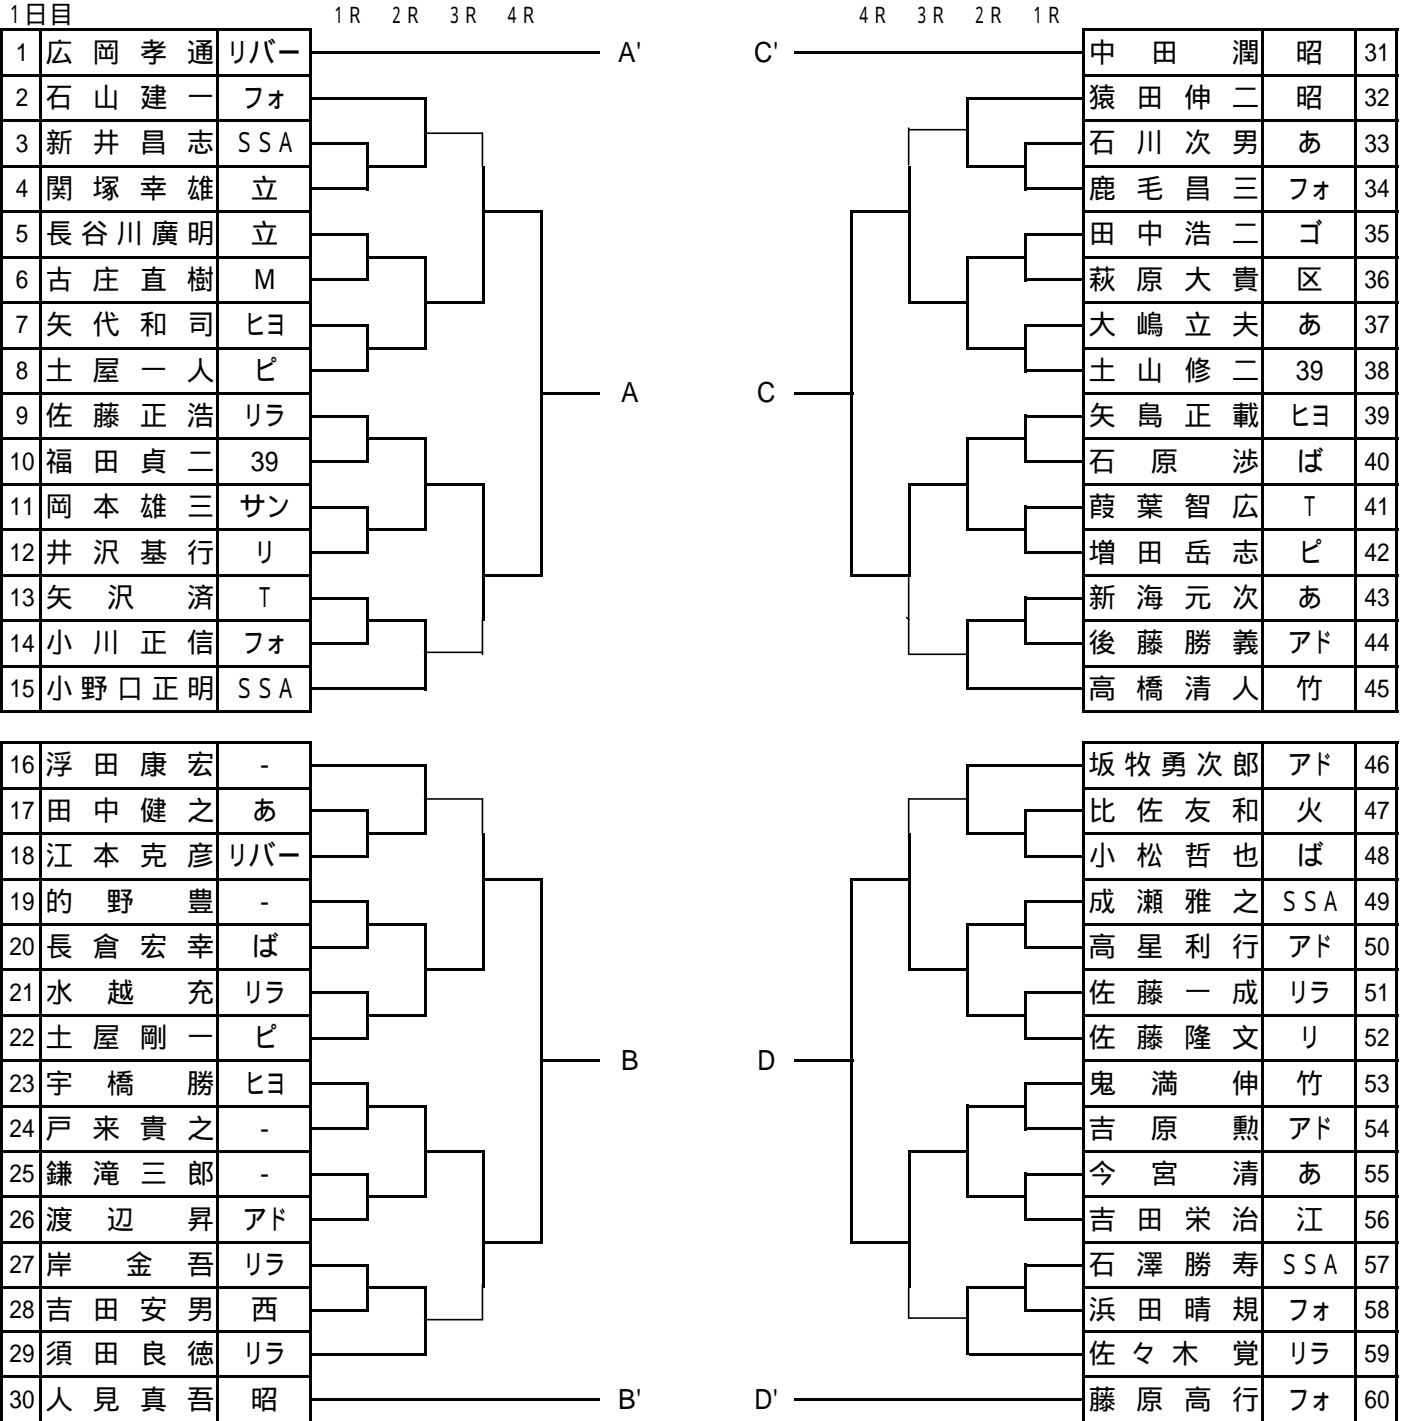 1日目 1R 2R 3R 4R 4R 3R 2R 1R
1 広岡孝通 リバー A' C' 中田潤 昭 31
2 石山建一 フォ 猿田伸二 昭 32
3 新井昌志 SSA 石川次男 あ 33
4 関塚幸雄 立 鹿毛昌三 フォ 34
5 長谷川廣明 立 田中浩二 ゴ 35
6 古庄直樹 M 萩原大貴 区 36
7 矢代和司 ヒヨ 大嶋立夫 あ 37
8 土屋一人 ピ 土山修二 39 38
A C
9 佐藤正浩 リラ 矢島正載 ヒヨ 39
10 福田貞二 39 石原渉 ば 40
11 岡本雄三 サン 葭葉智広 T 41
12 井沢基行 リ 増田岳志 ピ 42
13 矢沢済 T 新海元次 あ 43
14 小川正信 フォ 後藤勝義 アド 44
15 小野口正明 SSA 高橋清人 竹 45
16 浮田康宏 - 坂牧勇次郎 アド 46
17 田中健之 あ 比佐友和 火 47
18 江本克彦 リバー 小松哲也 ば 48
19 的野豊 - 成瀬雅之 SSA 49
20 長倉宏幸 ば 高星利行 アド 50
21 水越充 リラ 佐藤一成 リラ 51
22 土屋剛一 ピ 佐藤隆文 リ 52
B D
23 宇橋勝 ヒヨ 鬼満伸 竹 53
24 戸来貴之 - 吉原勲 アド 54
25 鎌滝三郎 - 今宮清 あ 55
26 渡辺昇 アド 吉田栄治 江 56
27 岸金吾 リラ 石澤勝寿 SSA 57
28 吉田安男 西 浜田晴規 フォ 58
29 須田良徳 リラ 佐々木覚 リラ 59
30 人見真吾 昭 B' D' 藤原高行 フォ 60